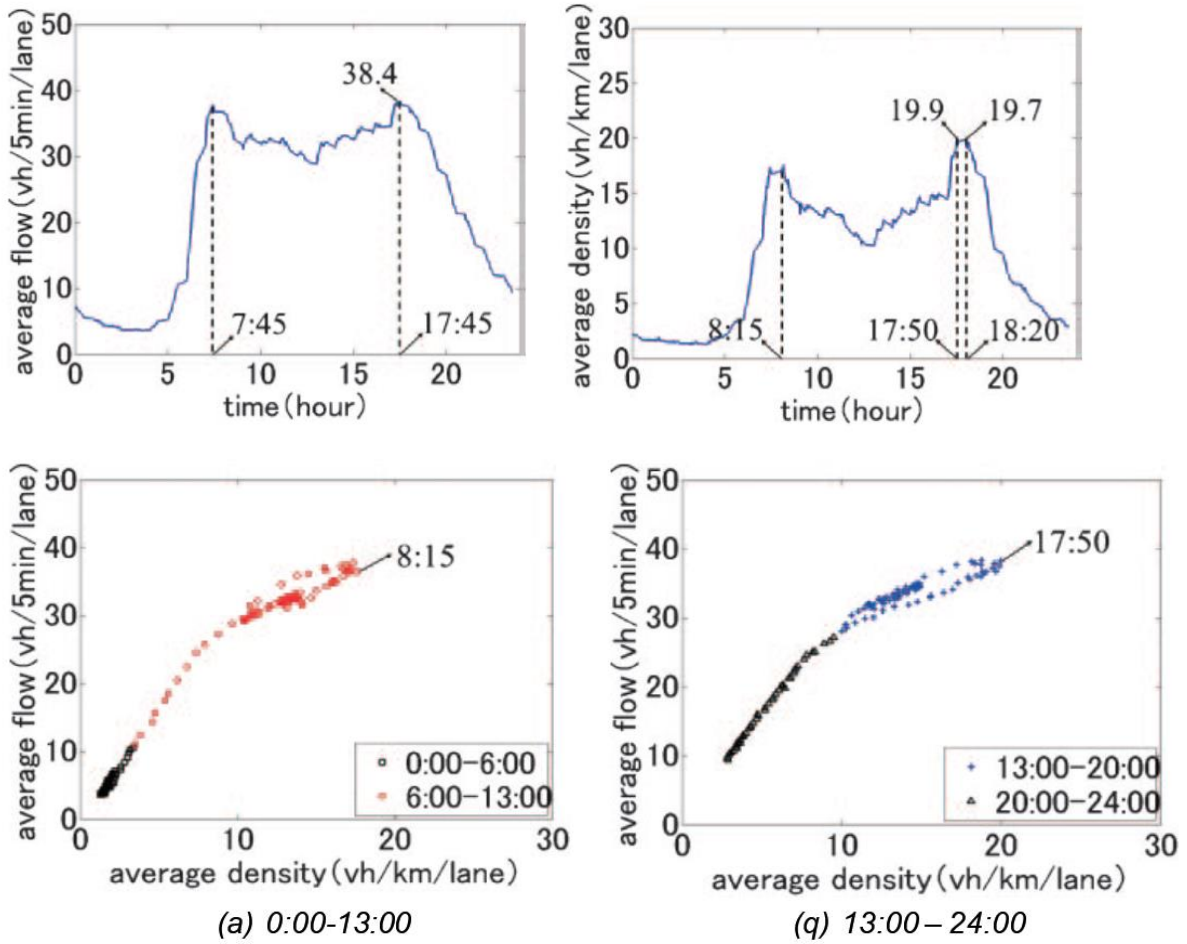 average flow(vh/5min/lane)
50
40
30
20
10
0
38.4
7:45
17:45
0 5 10 15 20
time(hour)
average density(vh/km/lane)
30
25
20
15
10
5
0
19.9 19.7
8:15 17:50 18:20
0 5 10 15 20
time(hour)
average flow(vh/5min/lane)
50
40
30
20
10
0
8:15
0:00-6:00
6:00-13:00
0 10 20 30
average density(vh/km/lane)
(a) 0:00-13:00
average flow(vh/5min/lane)
50
40
30
20
10
0
17:50
13:00-20:00
20:00-24:00
0 10 20 30
average density(vh/km/lane)
(q) 13:00 – 24:00